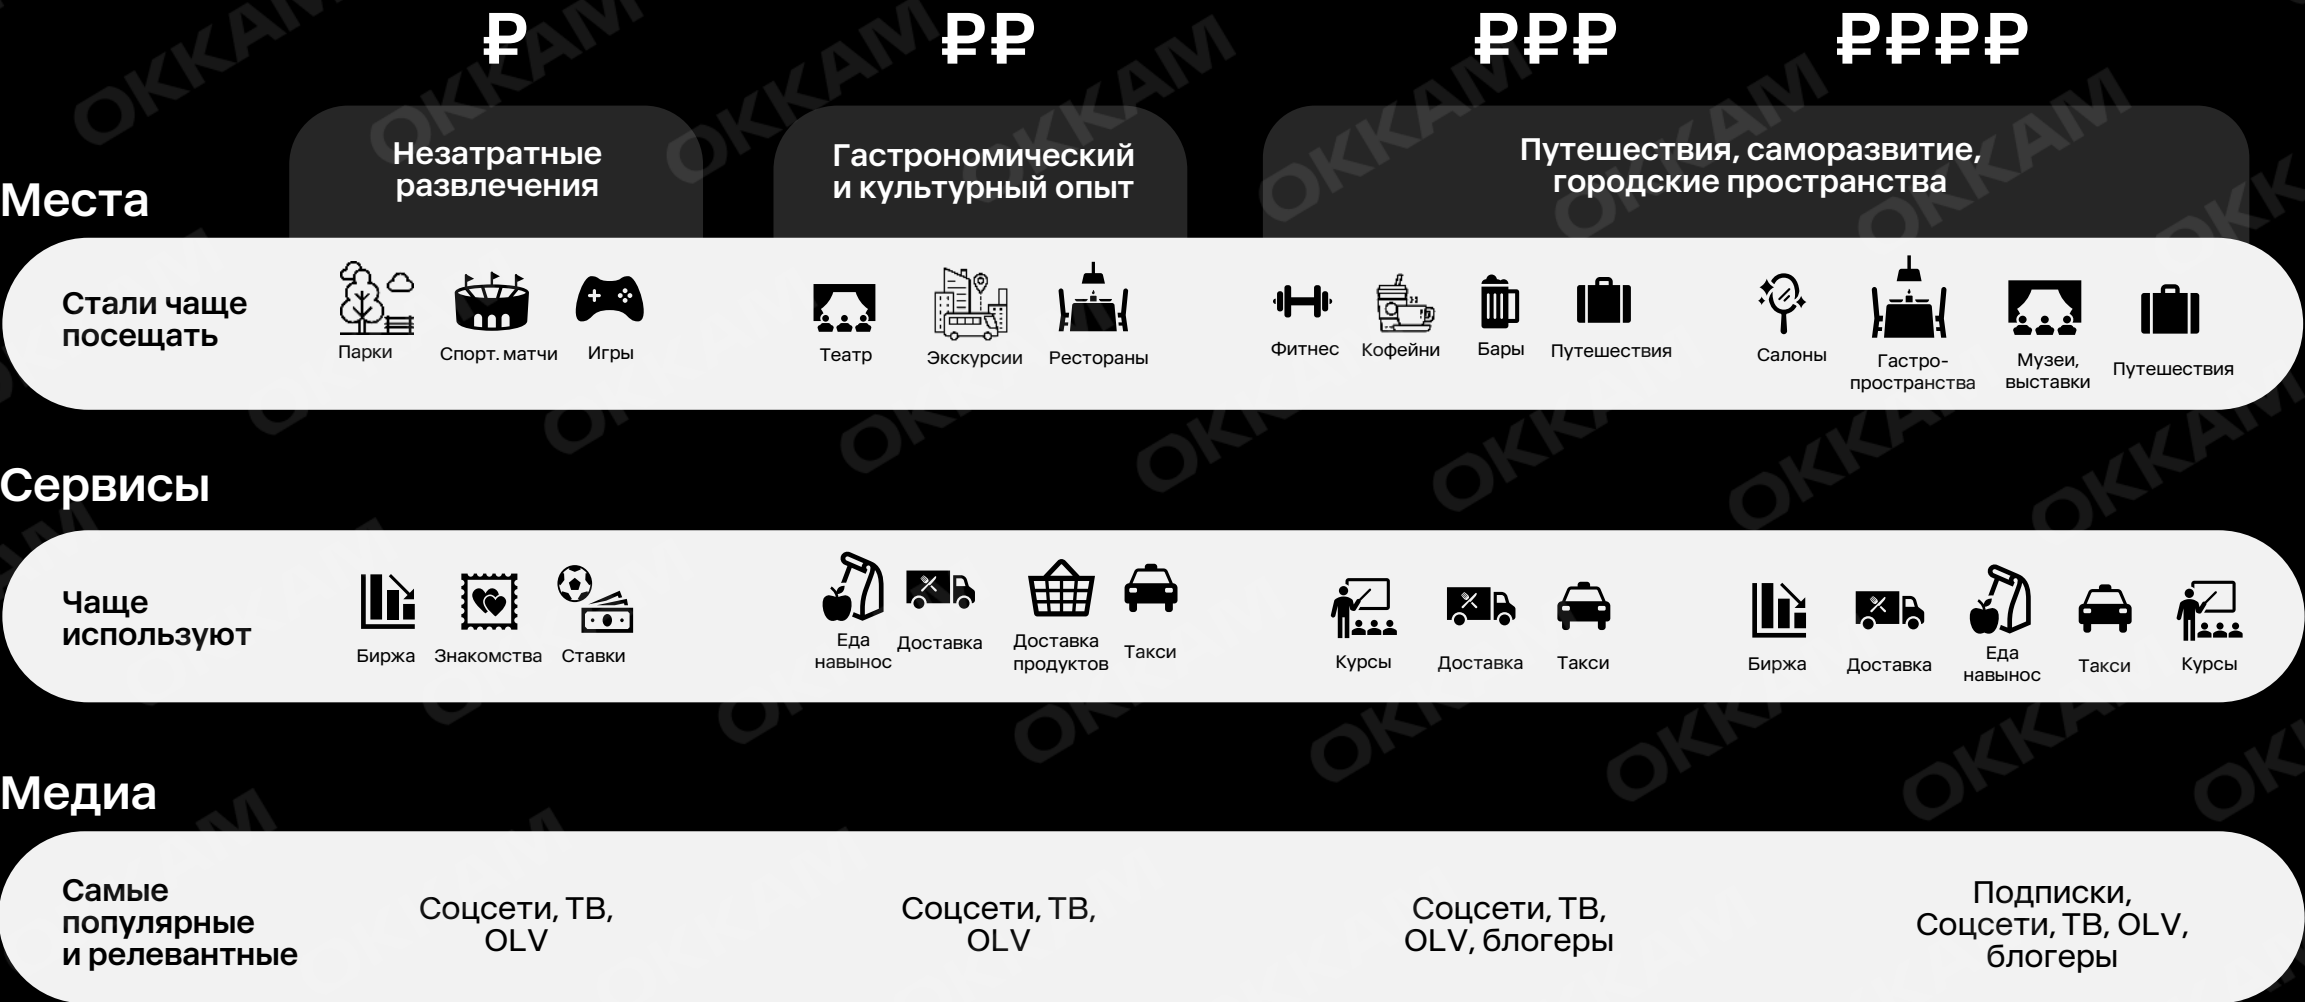 ₽
₽₽
₽₽₽
₽₽₽₽
Незатратные
развлечения
Гастрономический
и культурный опыт
Путешествия, саморазвитие,
городские пространства
Места
Стали чаще
посещать
Парки
Спорт. матчи
Игры
Театр
Экскурсии
Рестораны
Фитнес
Кофейни
Бары
Путешествия
Салоны
Гастро-
пространства
Музеи,
выставки
Путешествия
Сервисы
Чаще
используют
Биржа
Знакомства
Ставки
Еда
навынос
Доставка
Доставка
продуктов
Такси
Курсы
Доставка
Такси
Биржа
Доставка
Еда
навынос
Такси
Курсы
Медиа
Самые
популярные
и релевантные
Соцсети, ТВ,
OLV
Соцсети, ТВ,
OLV
Соцсети, ТВ,
OLV, блогеры
Подписки,
Соцсети, ТВ, OLV,
блогеры
OKKAM